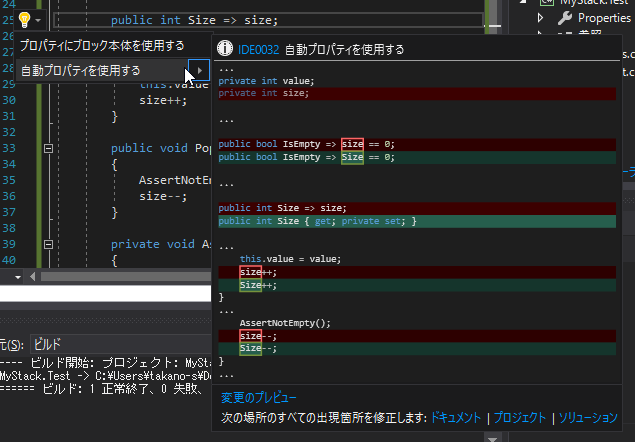 24
25 public int Size => size;
プロパティにブロック本体を使用する
自動プロパティを使用する
this.value
30 size++;
31 }
32
33 public void Po
34 {
35 AssertNotEm
36 size--;
37 }
38
39 private void As
40 {
IDE0032 自動プロパティを使用する
...
private int value;
private int size;
...
public bool IsEmpty => size == 0;
public bool IsEmpty => Size == 0;
...
public int Size => size;
public int Size { get; private set; }
...
this.value = value;
size++;
Size++;
}
...
AssertNotEmpty();
size--;
Size--;
}
...
変更のプレビュー
次の場所のすべての出現箇所を修正します: ドキュメント | プロジェクト | ソリューション
MyStack.Test
Properties
参照
元(S): ビルド
---- ビルド開始: プロジェクト: MySta
MyStack.Test -> C:¥Users¥takano-s¥Do
====== ビルド: 1 正常終了、0 失敗、